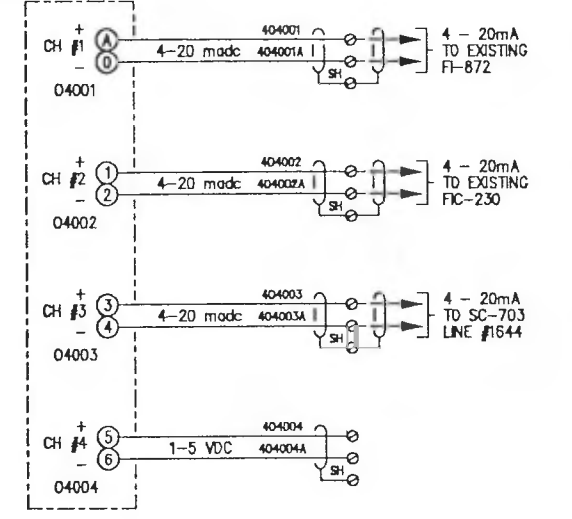 +
CH #1
A
4-20 madc
404001
404001A
SH
4 - 20mA
TO EXISTING
FI-872
-
0
04001
+
CH #2
1
4-20 madc
404002
404002A
SH
4 - 20mA
TO EXISTING
FIC-230
-
2
04002
+
CH #3
3
4-20 madc
404003
404003A
SH
4 - 20mA
TO SC-703
LINE #1644
-
4
04003
+
CH #4
5
1-5 VDC
404004
404004A
SH
-
6
04004